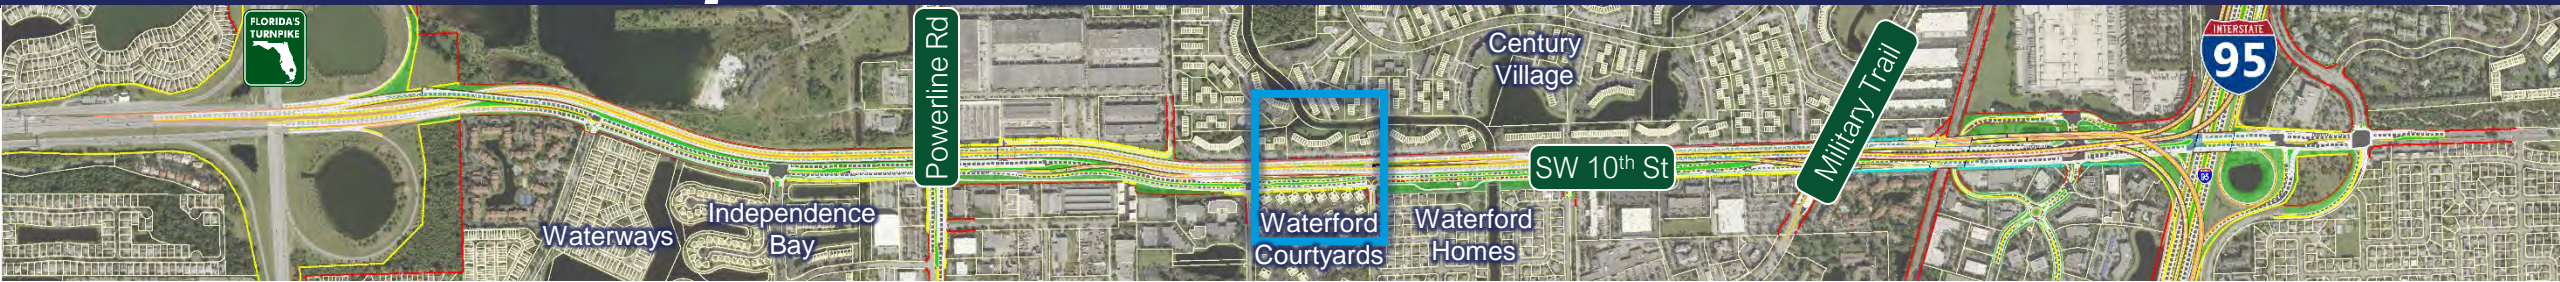 FLORIDA'S
TURNPIKE
Powerline Rd
Century
Village
Military Trail
INTERSTATE
95
SW 10th St
95
Waterways
Independence
Bay
Waterford
Courtyards
Waterford
Homes